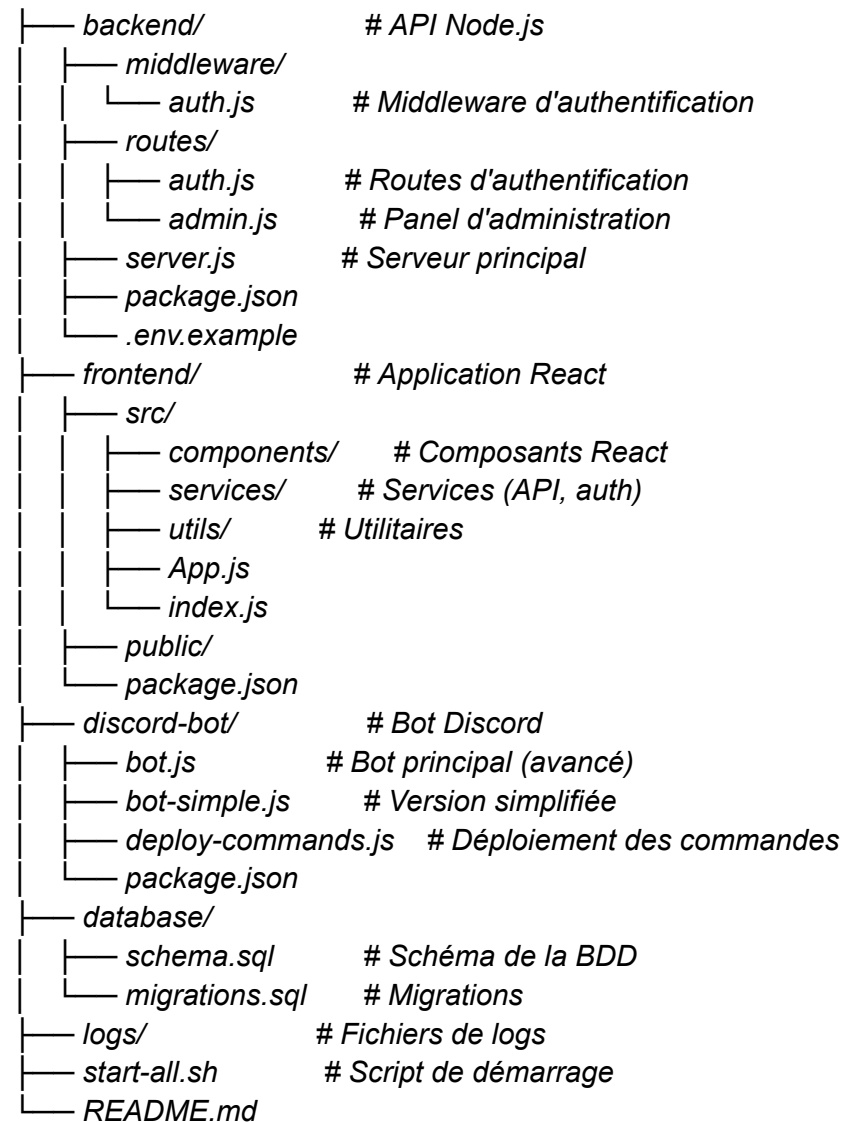 ├── backend/ # API Node.js
│ ├── middleware/
│ │ └── auth.js # Middleware d'authentification
│ ├── routes/
│ │ ├── auth.js # Routes d'authentification
│ │ └── admin.js # Panel d'administration
│ ├── server.js # Serveur principal
│ ├── package.json
│ └── .env.example
├── frontend/ # Application React
│ ├── src/
│ │ ├── components/ # Composants React
│ │ ├── services/ # Services (API, auth)
│ │ ├── utils/ # Utilitaires
│ │ ├── App.js
│ │ └── index.js
│ ├── public/
│ └── package.json
├── discord-bot/ # Bot Discord
│ ├── bot.js # Bot principal (avancé)
│ ├── bot-simple.js # Version simplifiée
│ ├── deploy-commands.js # Déploiement des commandes
│ └── package.json
├── database/
│ ├── schema.sql # Schéma de la BDD
│ └── migrations.sql # Migrations
├── logs/ # Fichiers de logs
├── start-all.sh # Script de démarrage
└── README.md